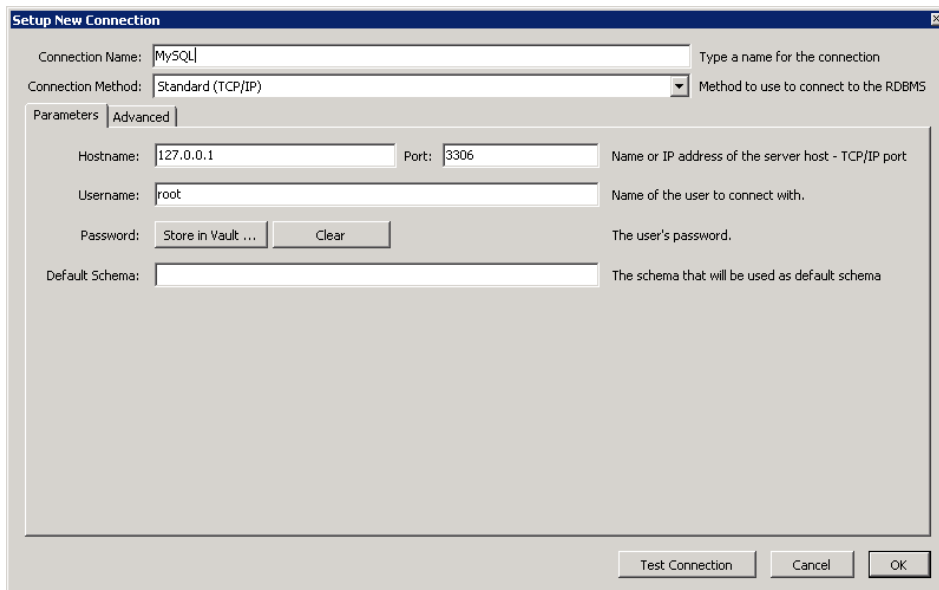 Setup New Connection
Connection Name: MySQL Type a name for the connection
Connection Method: Standard (TCP/IP) Method to use to connect to the RDBMS
Parameters Advanced
Hostname: 127.0.0.1 Port: 3306 Name or IP address of the server host - TCP/IP port
Username: root Name of the user to connect with.
Password: Store in Vault ... Clear The user's password.
Default Schema: The schema that will be used as default schema
Test Connection Cancel OK